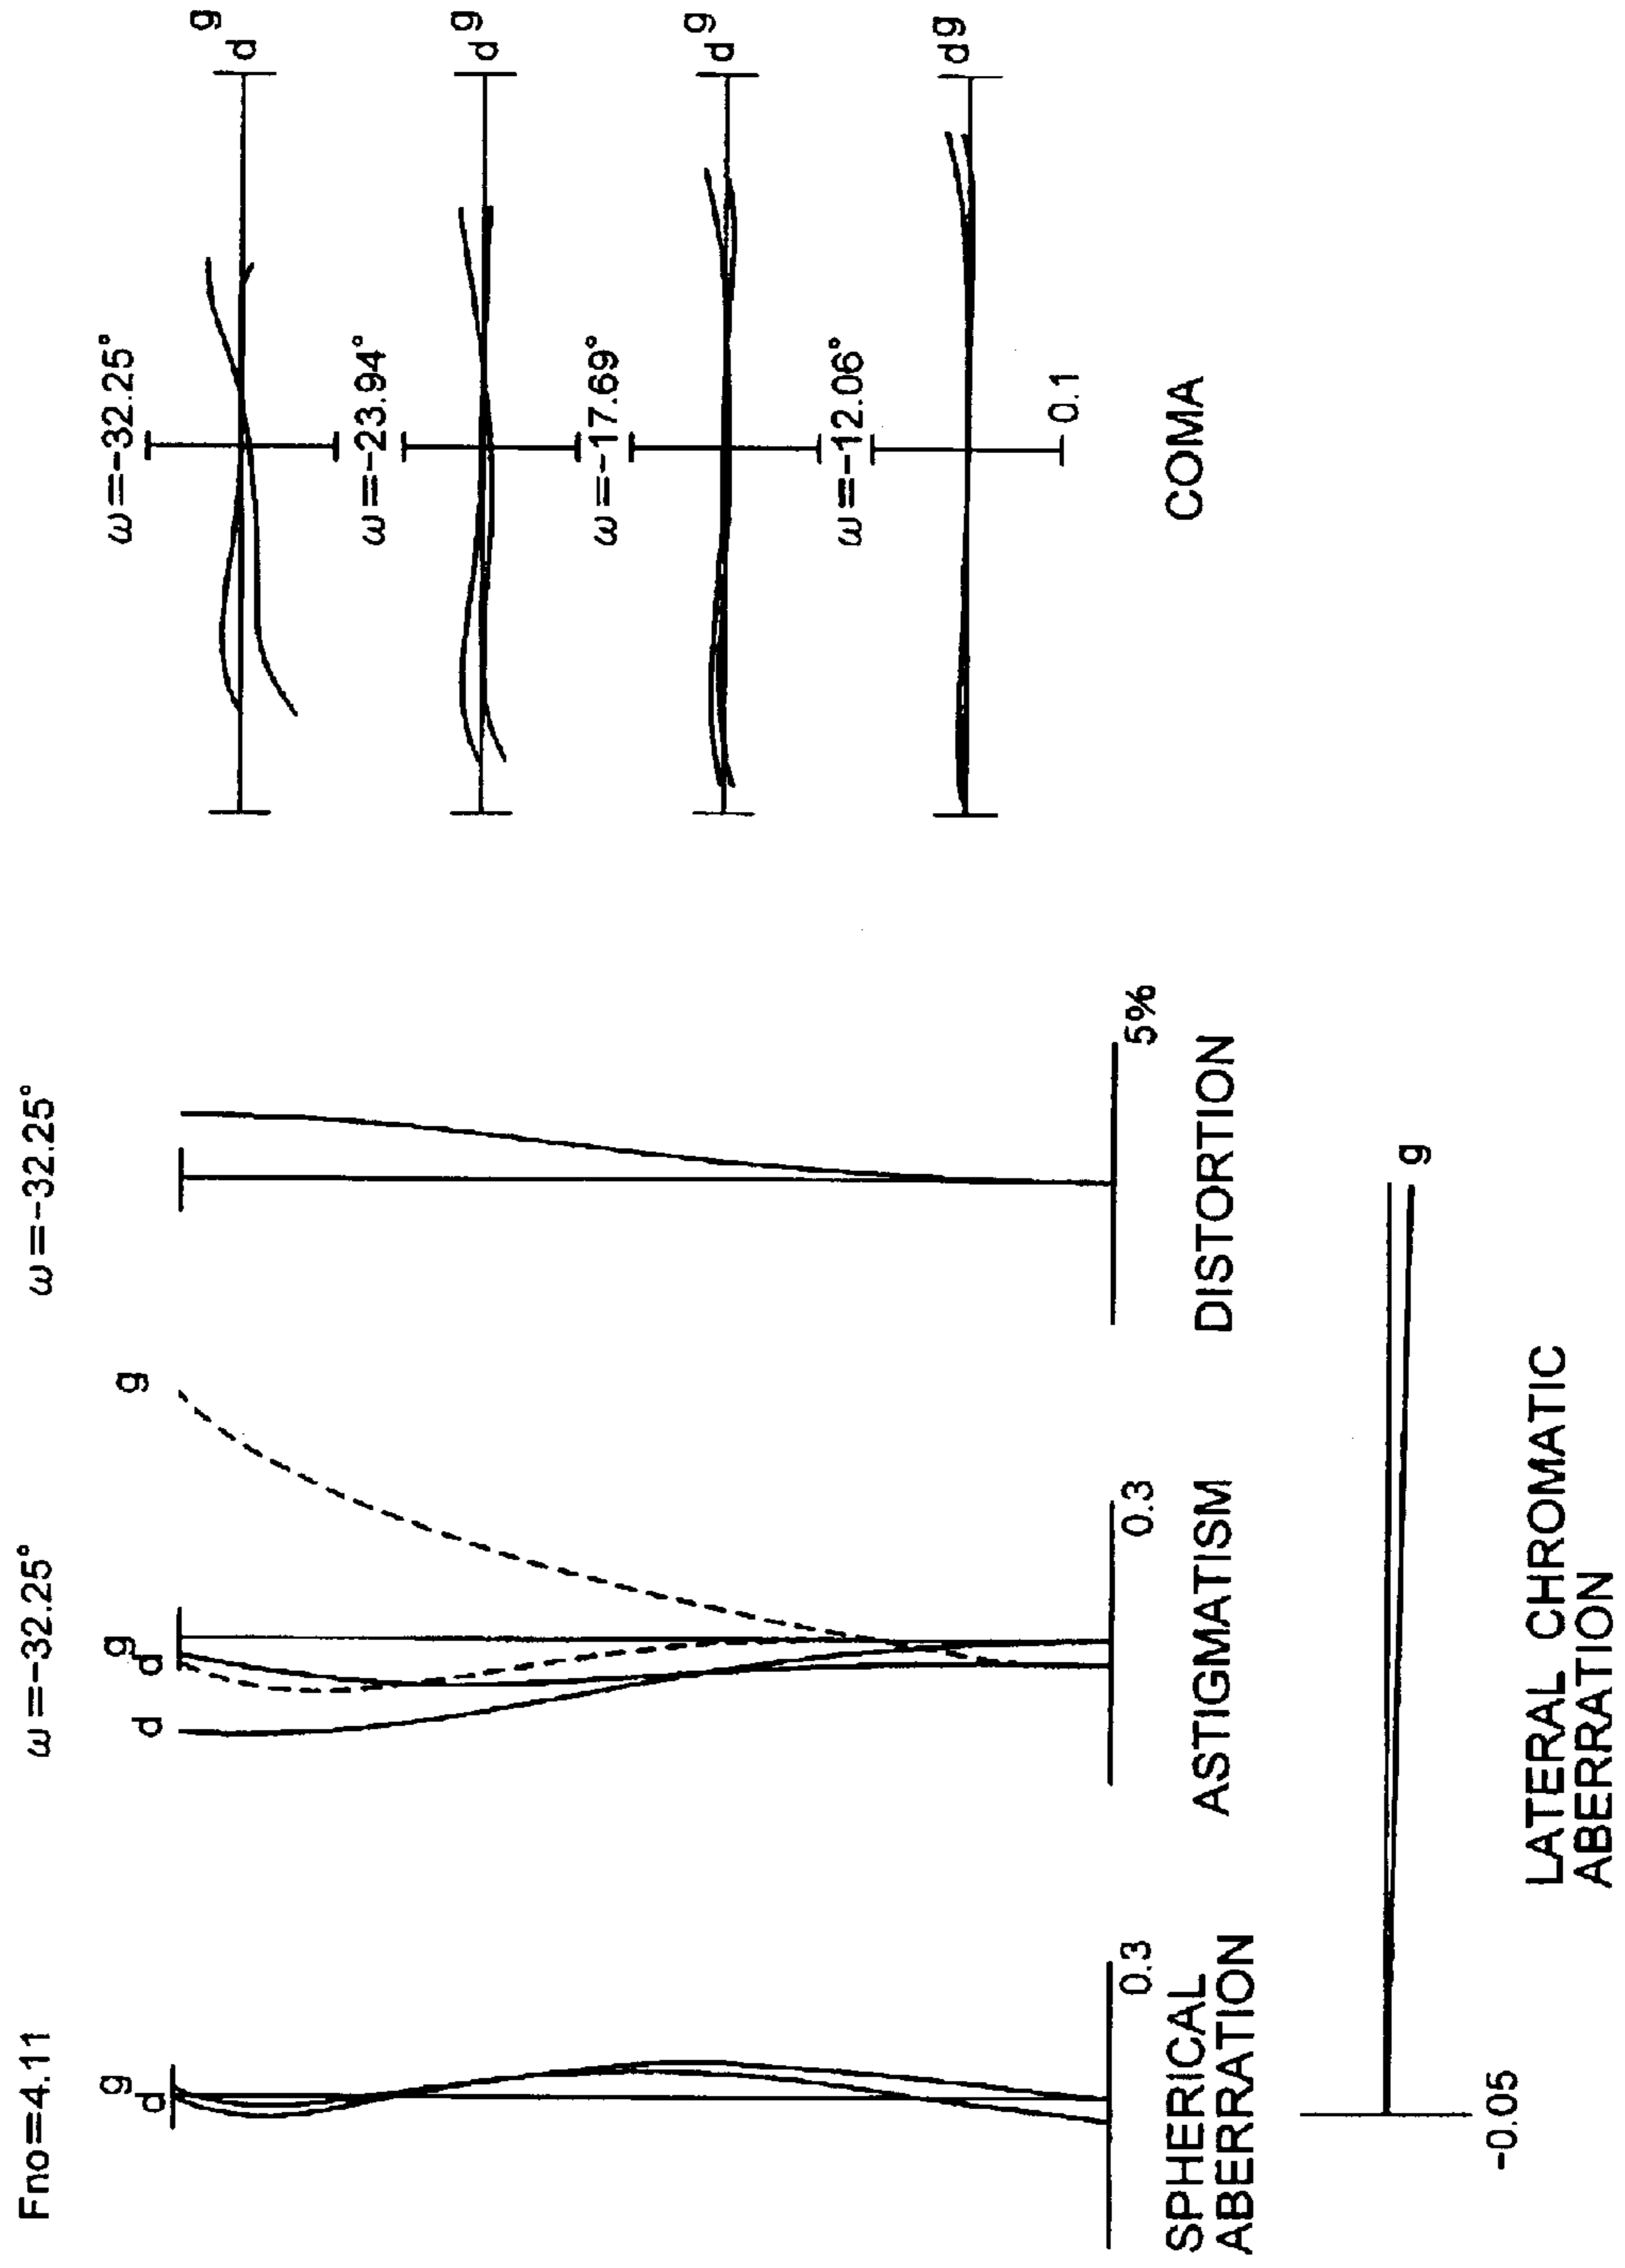 Fno=4.11
g
d
0.3
SPHERICAL
ABERRATION
ω=-32.25°
g
d
d
g
0.3
ASTIGMATISM
ω=-32.25°
5%
DISTORTION
ω=-32.25°
g
d
ω=-23.94°
g
d
ω=-17.69°
g
d
ω=-12.06°
g
d
0.1
COMA
g
-0.05
LATERAL CHROMATIC
ABERRATION